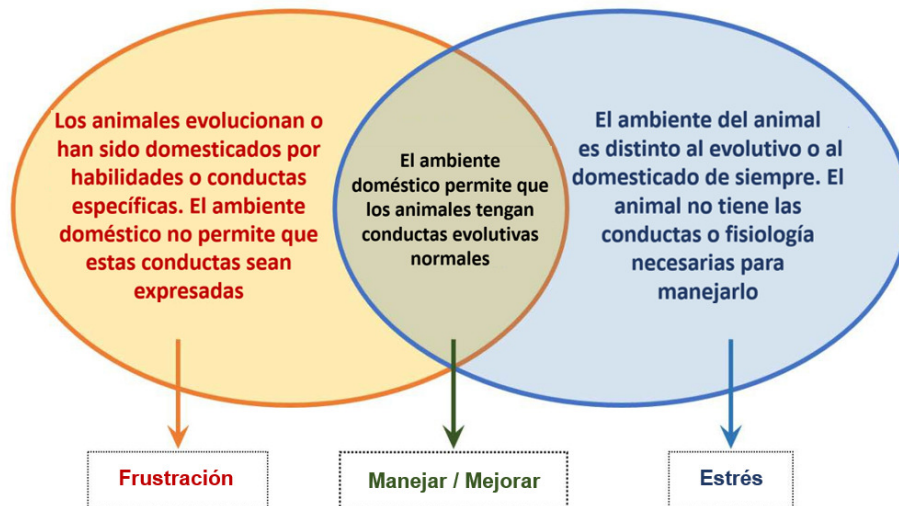 Los animales evolucionan o
han sido domesticados por
habilidades o conductas
específicas. El ambiente
doméstico no permite que
estas conductas sean
expresadas
El ambiente
doméstico permite que
los animales tengan
conductas evolutivas
normales
El ambiente del animal
es distinto al evolutivo o al
domesticado de siempre. El
animal no tiene las
conductas o fisiología
necesarias para
manejarlo
Frustración
Manejar / Mejorar
Estrés